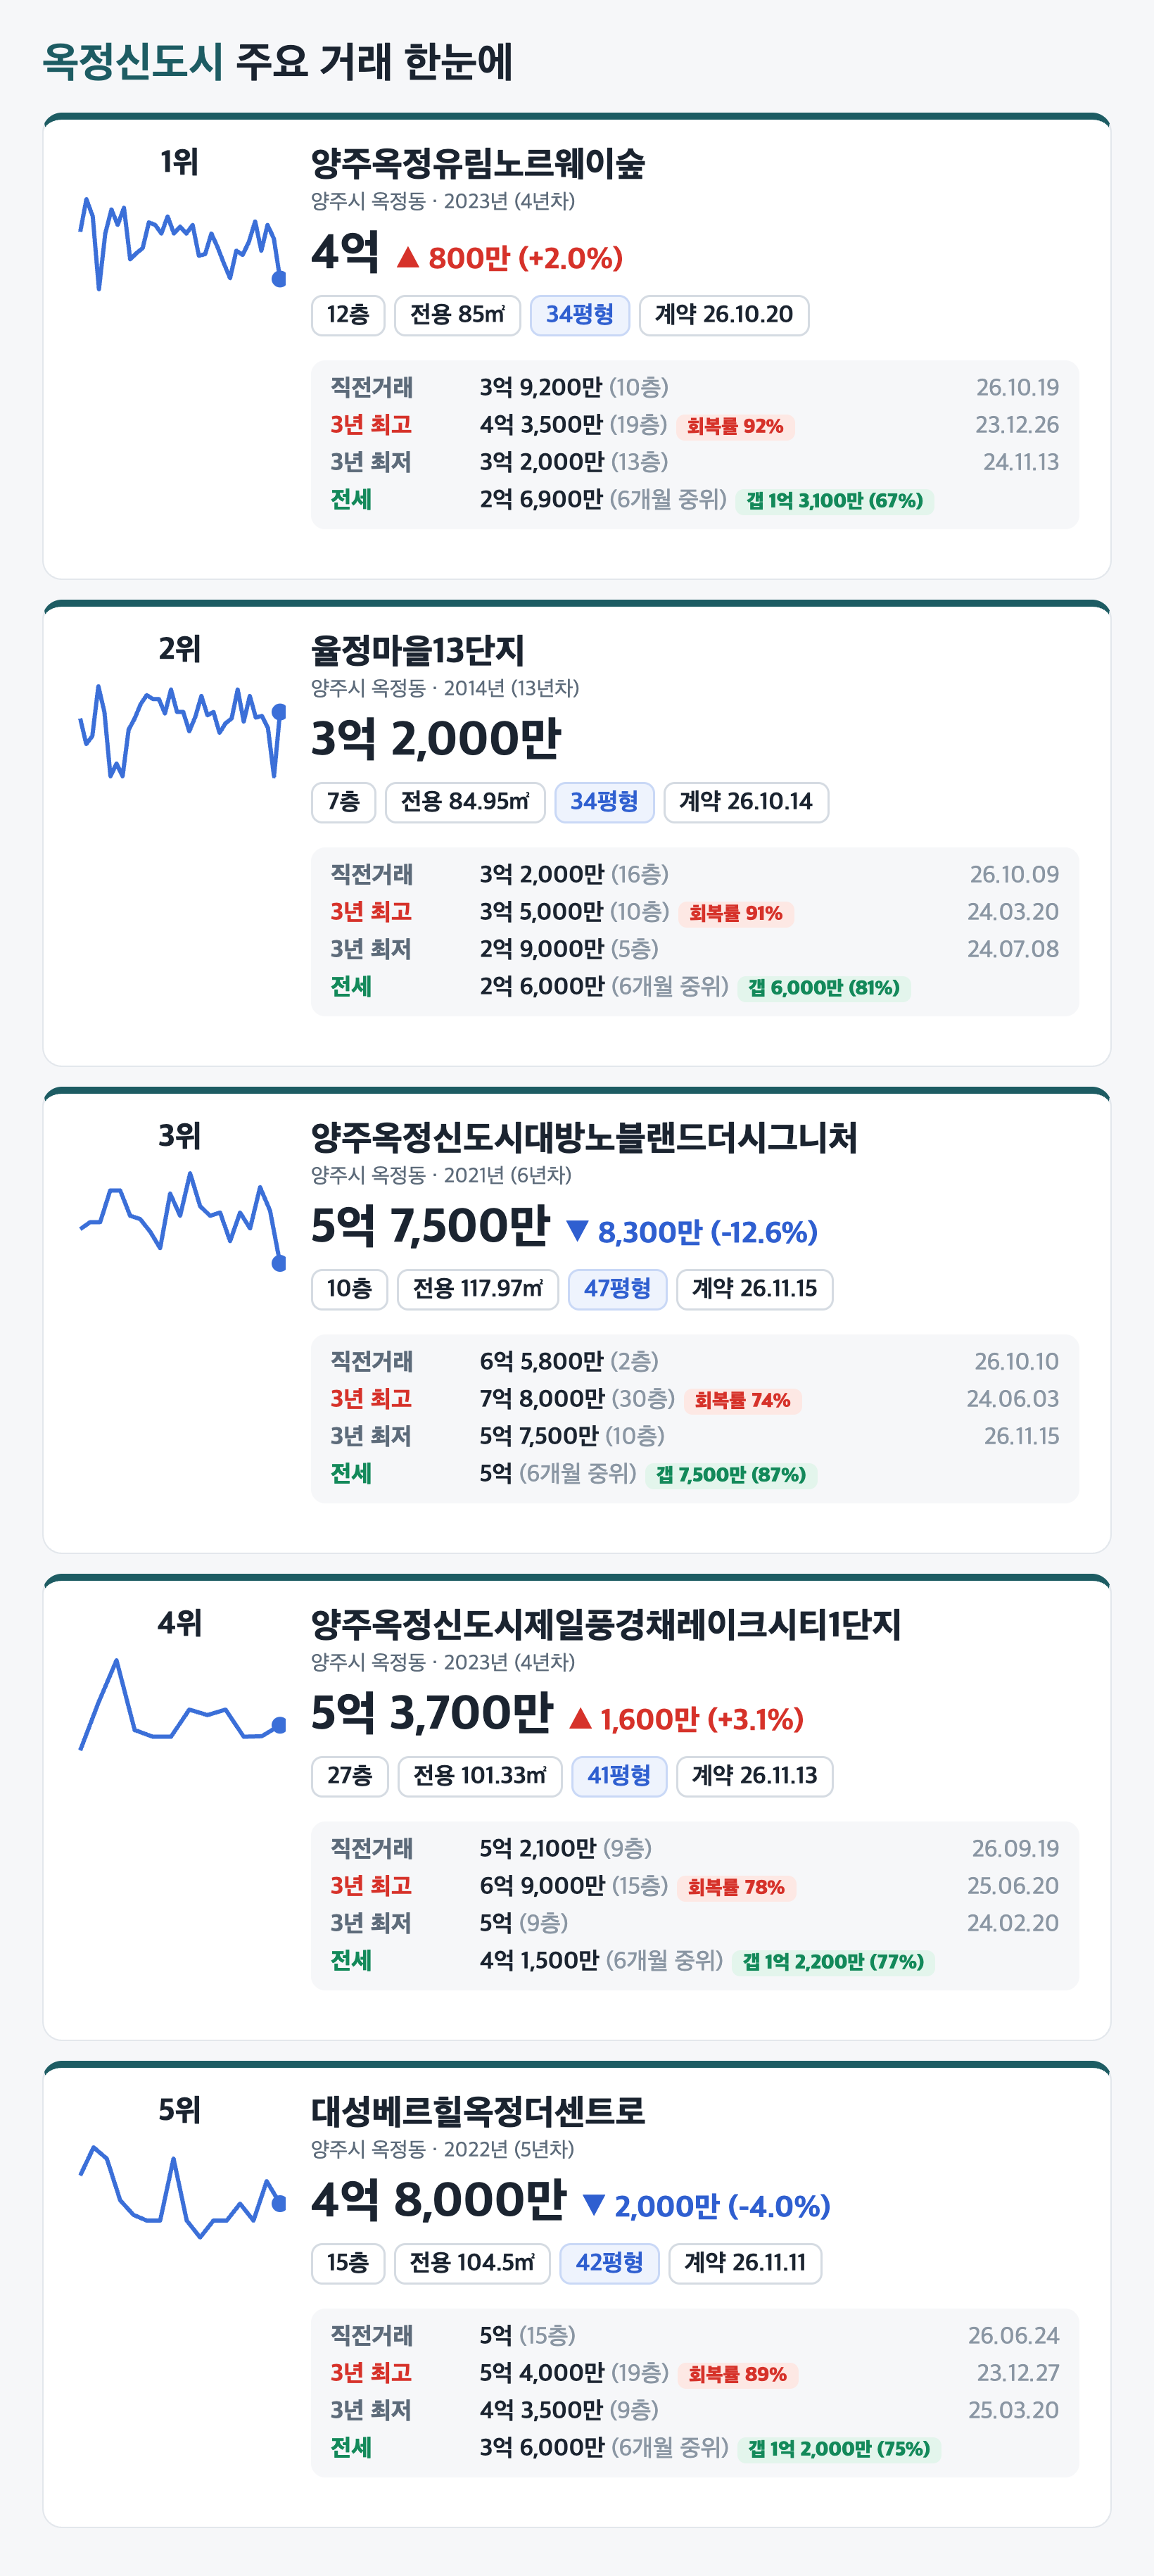 옥정신도시 주요 거래 한눈에
1위
양주옥정유림노르웨이숲
양주시 옥정동 · 2023년 (4년차)
4억 ▲ 800만 (+2.0%)
12층 전용 85㎡ 34평형 계약 26.10.20
직전거래 3억 9,200만 (10층) 26.10.19
3년 최고 4억 3,500만 (19층) 회복률 92% 23.12.26
3년 최저 3억 2,000만 (13층) 24.11.13
전세 2억 6,900만 (6개월 중위) 갭 1억 3,100만 (67%)
2위
율정마을13단지
양주시 옥정동 · 2014년 (13년차)
3억 2,000만
7층 전용 84.95㎡ 34평형 계약 26.10.14
직전거래 3억 2,000만 (16층) 26.10.09
3년 최고 3억 5,000만 (10층) 회복률 91% 24.03.20
3년 최저 2억 9,000만 (5층) 24.07.08
전세 2억 6,000만 (6개월 중위) 갭 6,000만 (81%)
3위
양주옥정신도시대방노블랜드더시그니처
양주시 옥정동 · 2021년 (6년차)
5억 7,500만 ▼ 8,300만 (-12.6%)
10층 전용 117.97㎡ 47평형 계약 26.11.15
직전거래 6억 5,800만 (2층) 26.10.10
3년 최고 7억 8,000만 (30층) 회복률 74% 24.06.03
3년 최저 5억 7,500만 (10층) 26.11.15
전세 5억 (6개월 중위) 갭 7,500만 (87%)
4위
양주옥정신도시제일풍경채레이크시티1단지
양주시 옥정동 · 2023년 (4년차)
5억 3,700만 ▲ 1,600만 (+3.1%)
27층 전용 101.33㎡ 41평형 계약 26.11.13
직전거래 5억 2,100만 (9층) 26.09.19
3년 최고 6억 9,000만 (15층) 회복률 78% 25.06.20
3년 최저 5억 (9층) 24.02.20
전세 4억 1,500만 (6개월 중위) 갭 1억 2,200만 (77%)
5위
대성베르힐옥정더센트로
양주시 옥정동 · 2022년 (5년차)
4억 8,000만 ▼ 2,000만 (-4.0%)
15층 전용 104.5㎡ 42평형 계약 26.11.11
직전거래 5억 (15층) 26.06.24
3년 최고 5억 4,000만 (19층) 회복률 89% 23.12.27
3년 최저 4억 3,500만 (9층) 25.03.20
전세 3억 6,000만 (6개월 중위) 갭 1억 2,000만 (75%)